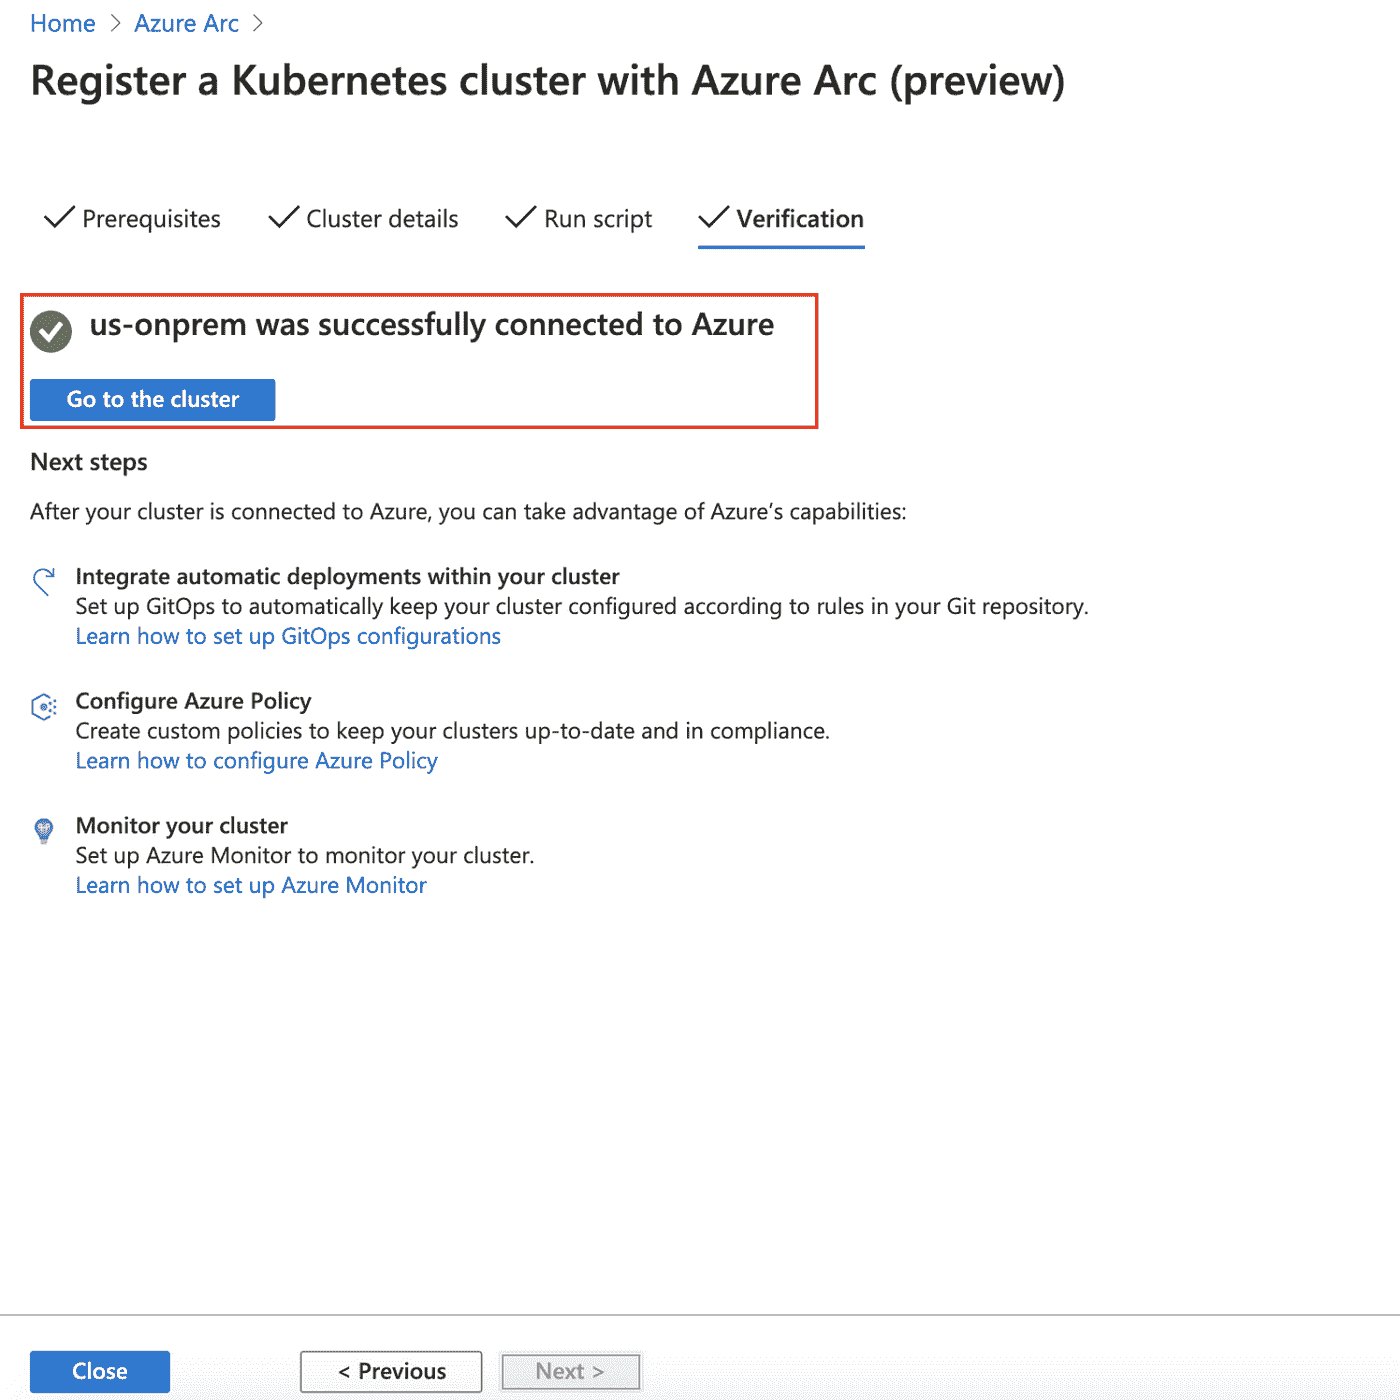 Home > Azure Arc >
Register a Kubernetes cluster with Azure Arc (preview)
Prerequisites Cluster details Run script Verification
us-onprem was successfully connected to Azure
Go to the cluster
Next steps
After your cluster is connected to Azure, you can take advantage of Azure’s capabilities:
Integrate automatic deployments within your cluster
Set up GitOps to automatically keep your cluster configured according to rules in your Git repository.
Learn how to set up GitOps configurations
Configure Azure Policy
Create custom policies to keep your clusters up-to-date and in compliance.
Learn how to configure Azure Policy
Monitor your cluster
Set up Azure Monitor to monitor your cluster.
Learn how to set up Azure Monitor
Close < Previous Next >